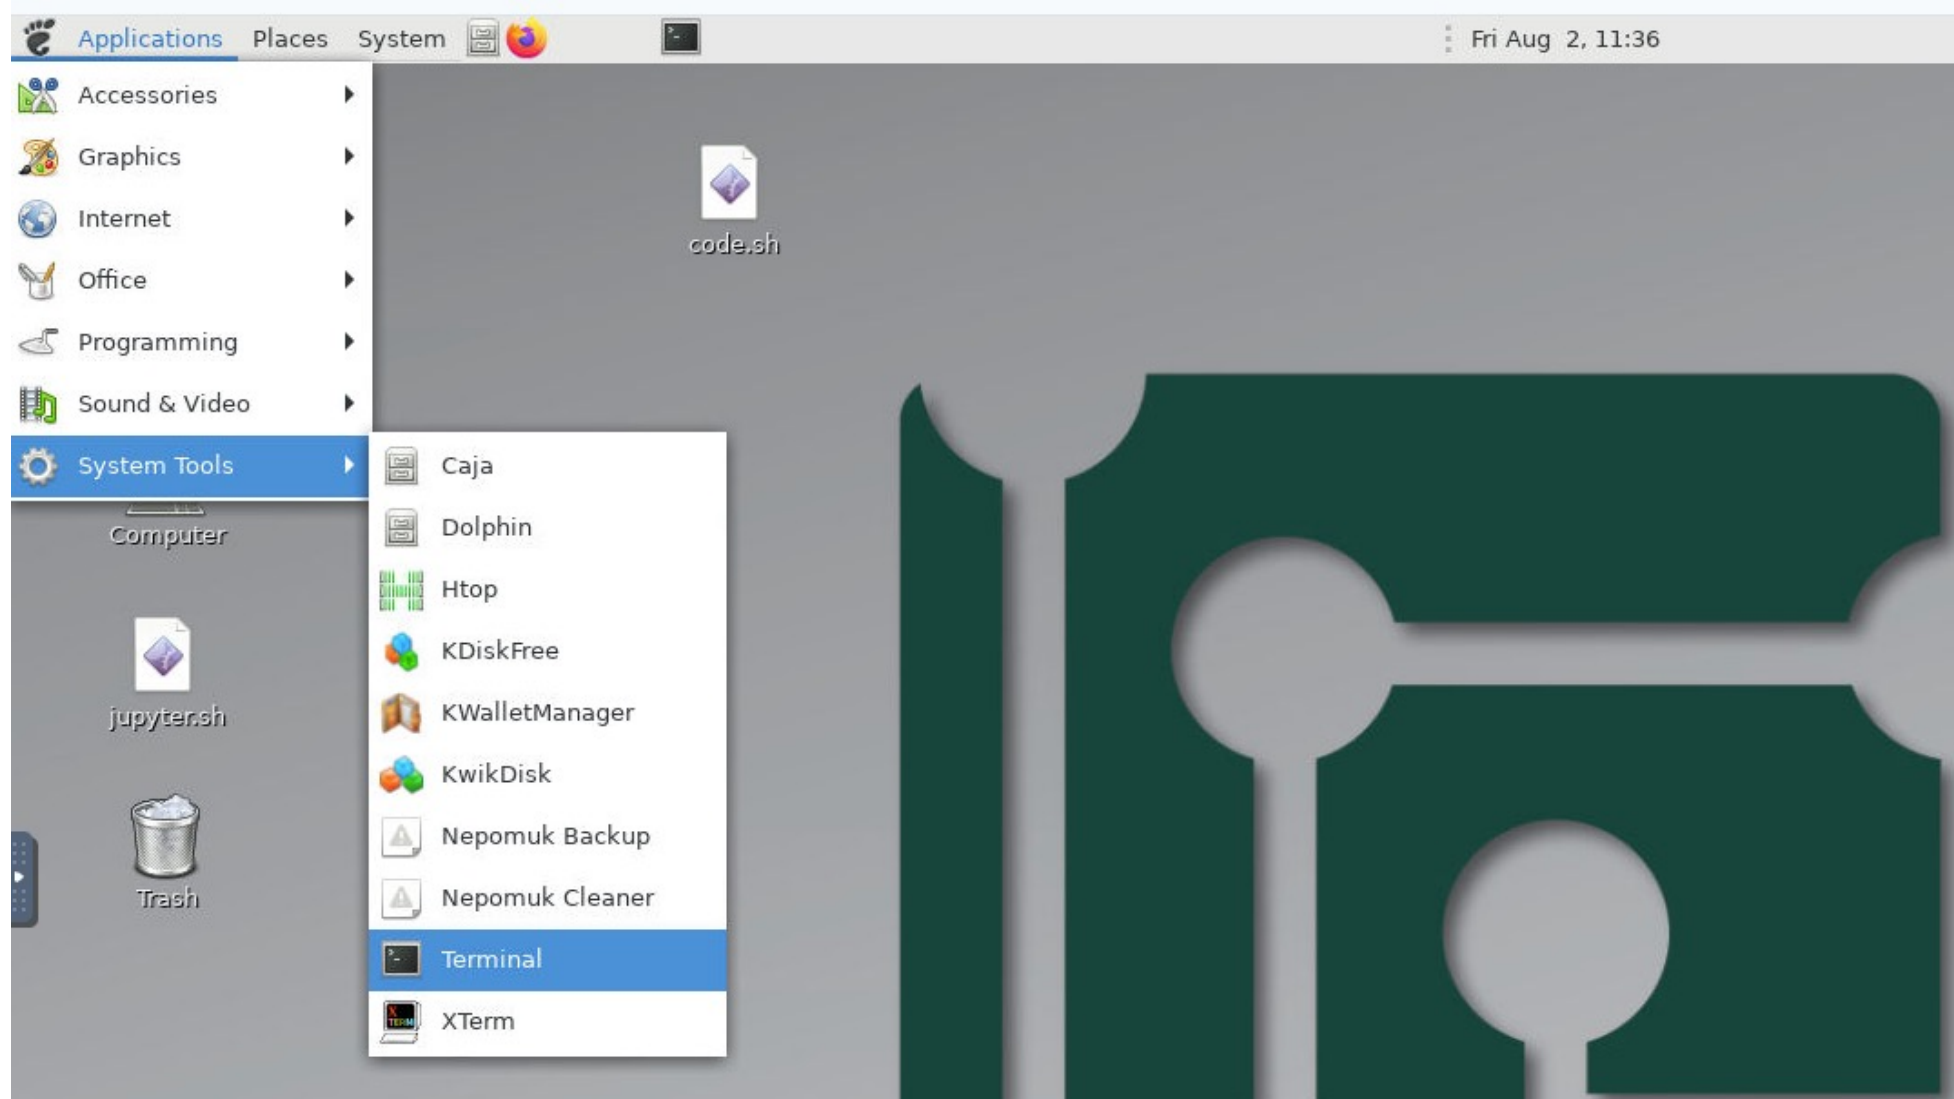 Applications Places System Fri Aug 2, 11:36
Accessories
Graphics
Internet
Office
Programming
Sound & Video
System Tools
Caja
Dolphin
Htop
KDiskFree
KWalletManager
KwikDisk
Nepomuk Backup
Nepomuk Cleaner
Terminal
XTerm
code.sh
Computer
jupyter.sh
Trash